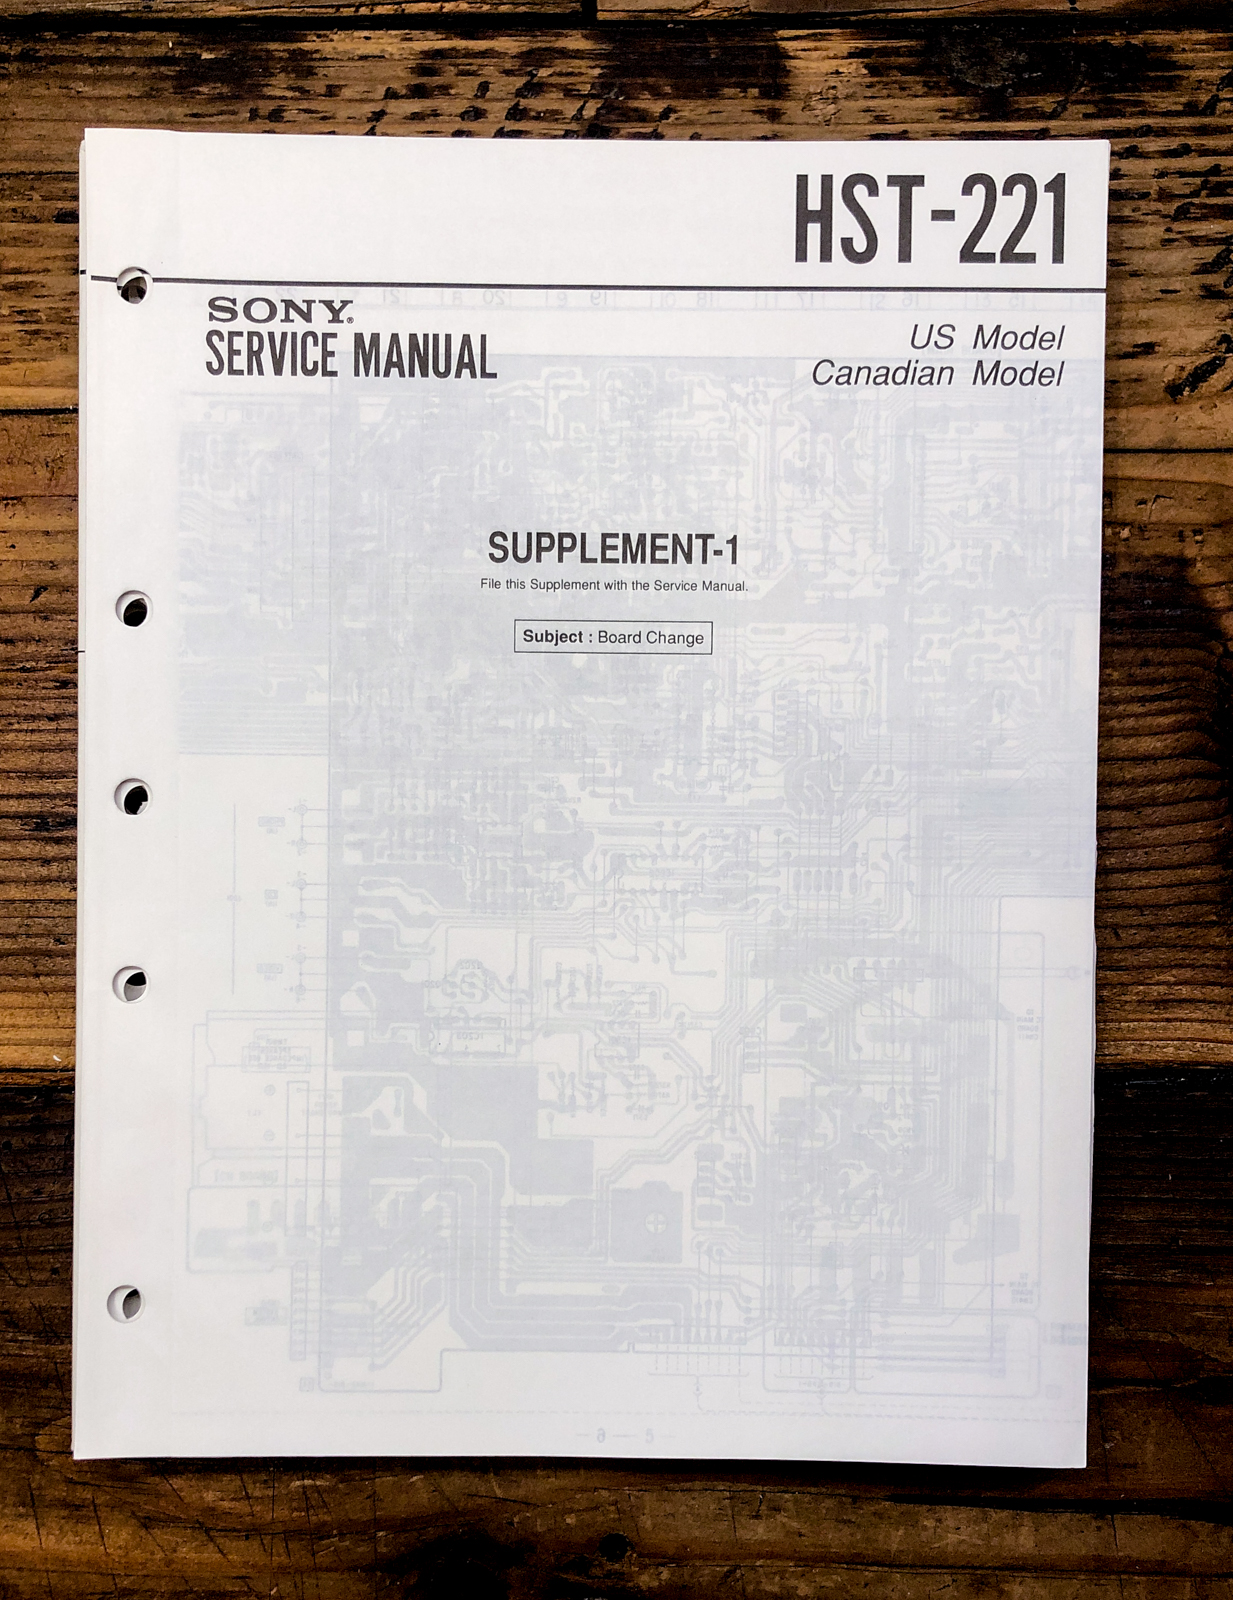 HST-221
SONY®
SERVICE MANUAL
US Model
Canadian Model
SUPPLEMENT-1
File this Supplement with the Service Manual.
Subject : Board Change